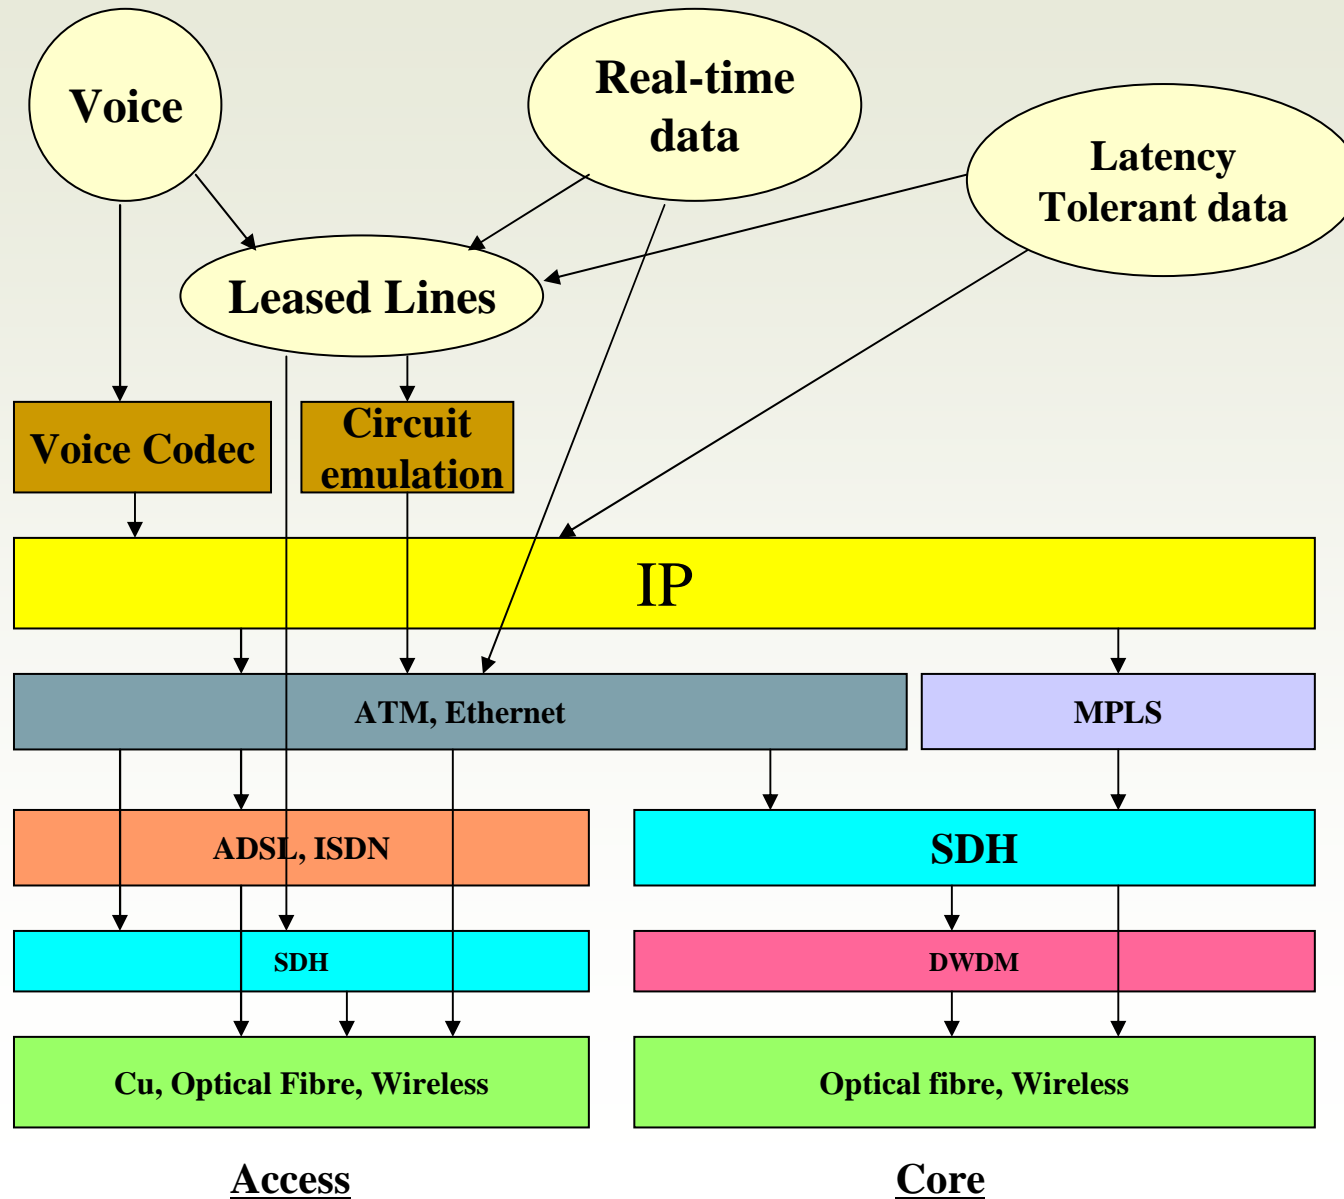 Voice
Real-time
data
Latency
Tolerant data
Leased Lines
Voice Codec
Circuit
emulation
IP
ATM, Ethernet
MPLS
ADSL, ISDN
SDH
SDH
DWDM
Cu, Optical Fibre, Wireless
Optical fibre, Wireless
Access
Core